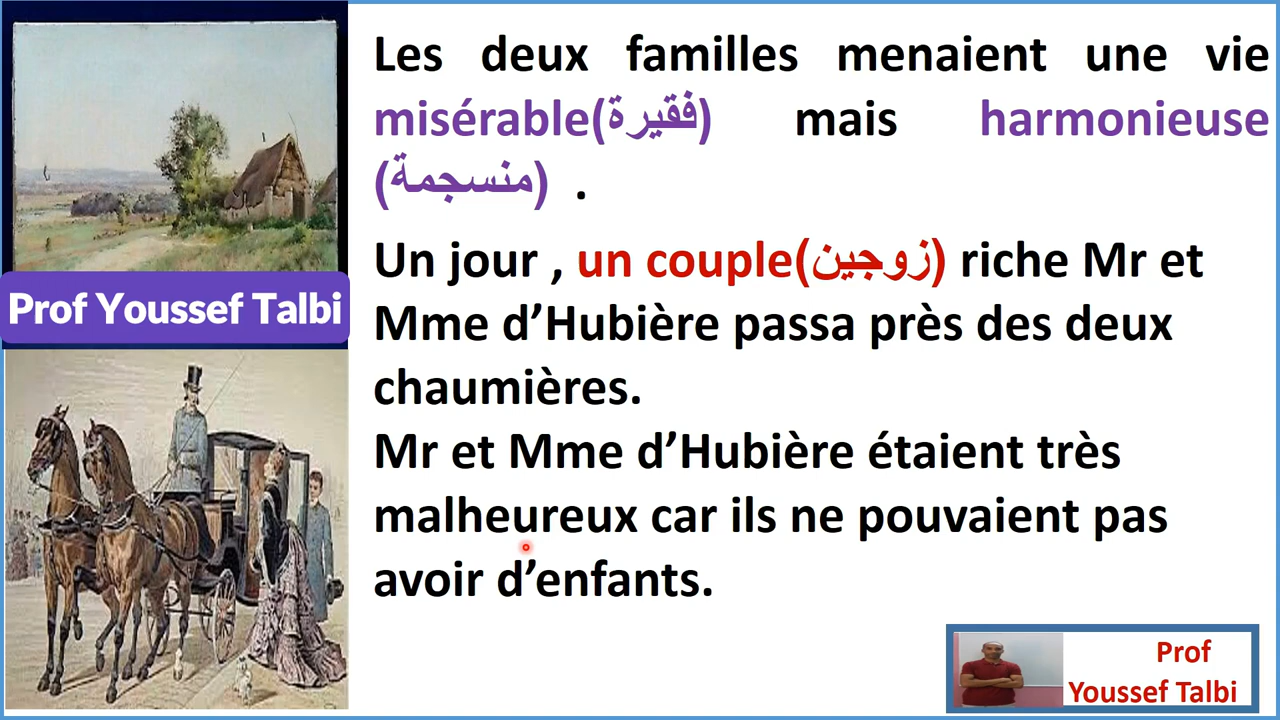 Les deux familles menaient une vie
misérable(فقيرة) mais harmonieuse
(منسجمة) .
Un jour , un couple(زوجين) riche Mr et
Mme d’Hubière passa près des deux
chaumières.
Mr et Mme d’Hubière étaient très
malheureux car ils ne pouvaient pas
avoir d’enfants.
Prof Youssef Talbi
Prof
Youssef Talbi